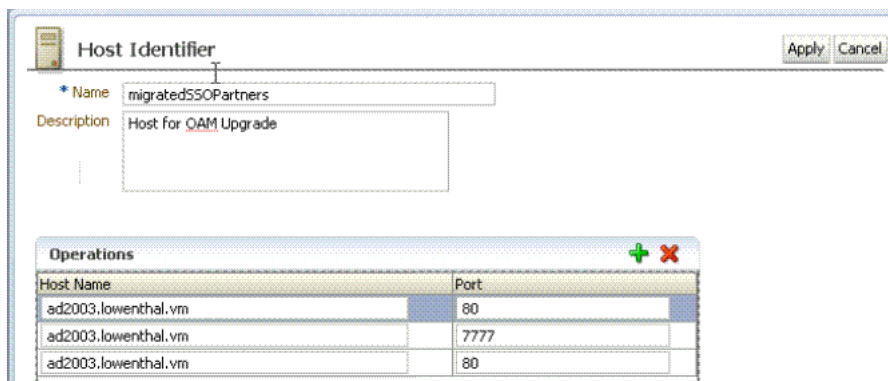 Host Identifier
Apply Cancel
* Name migratedSSOPartners
Description Host for OAM Upgrade
Operations
Host Name Port
ad2003.lowenthal.vm 80
ad2003.lowenthal.vm 7777
ad2003.lowenthal.vm 80